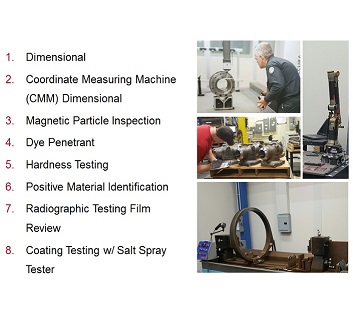 1. Dimensional
2. Coordinate Measuring Machine
(CMM) Dimensional
3. Magnetic Particle Inspection
4. Dye Penetrant
5. Hardness Testing
6. Positive Material Identification
7. Radiographic Testing Film
Review
8. Coating Testing w/ Salt Spray
Tester